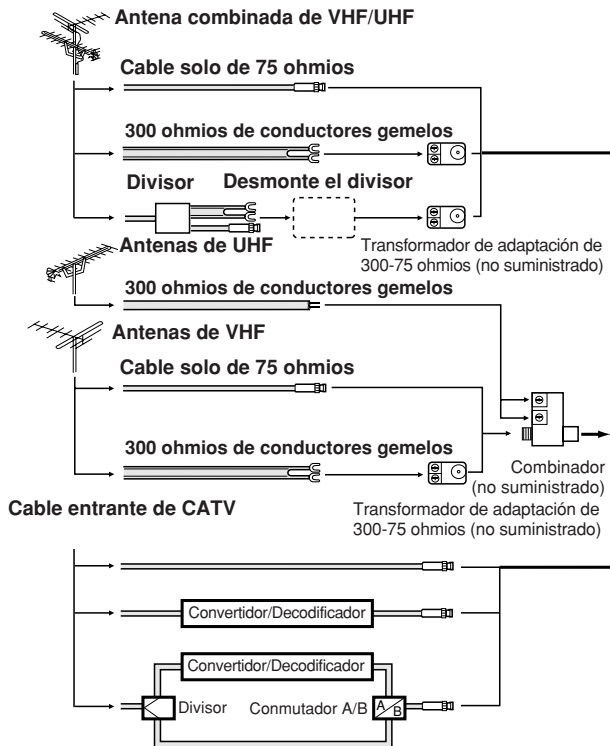 Antena combinada de VHF/UHF
Cable solo de 75 ohmios
300 ohmios de conductores gemelos
Divisor
Desmonte el divisor
Transformador de adaptación de
300-75 ohmios (no suministrado)
Antenas de UHF
300 ohmios de conductores gemelos
Antenas de VHF
Cable solo de 75 ohmios
300 ohmios de conductores gemelos
Combinador
(no suministrado)
Transformador de adaptación de
300-75 ohmios (no suministrado)
Cable entrante de CATV
Convertidor/Decodificador
Convertidor/Decodificador
Divisor
Conmutador A/B
A
B